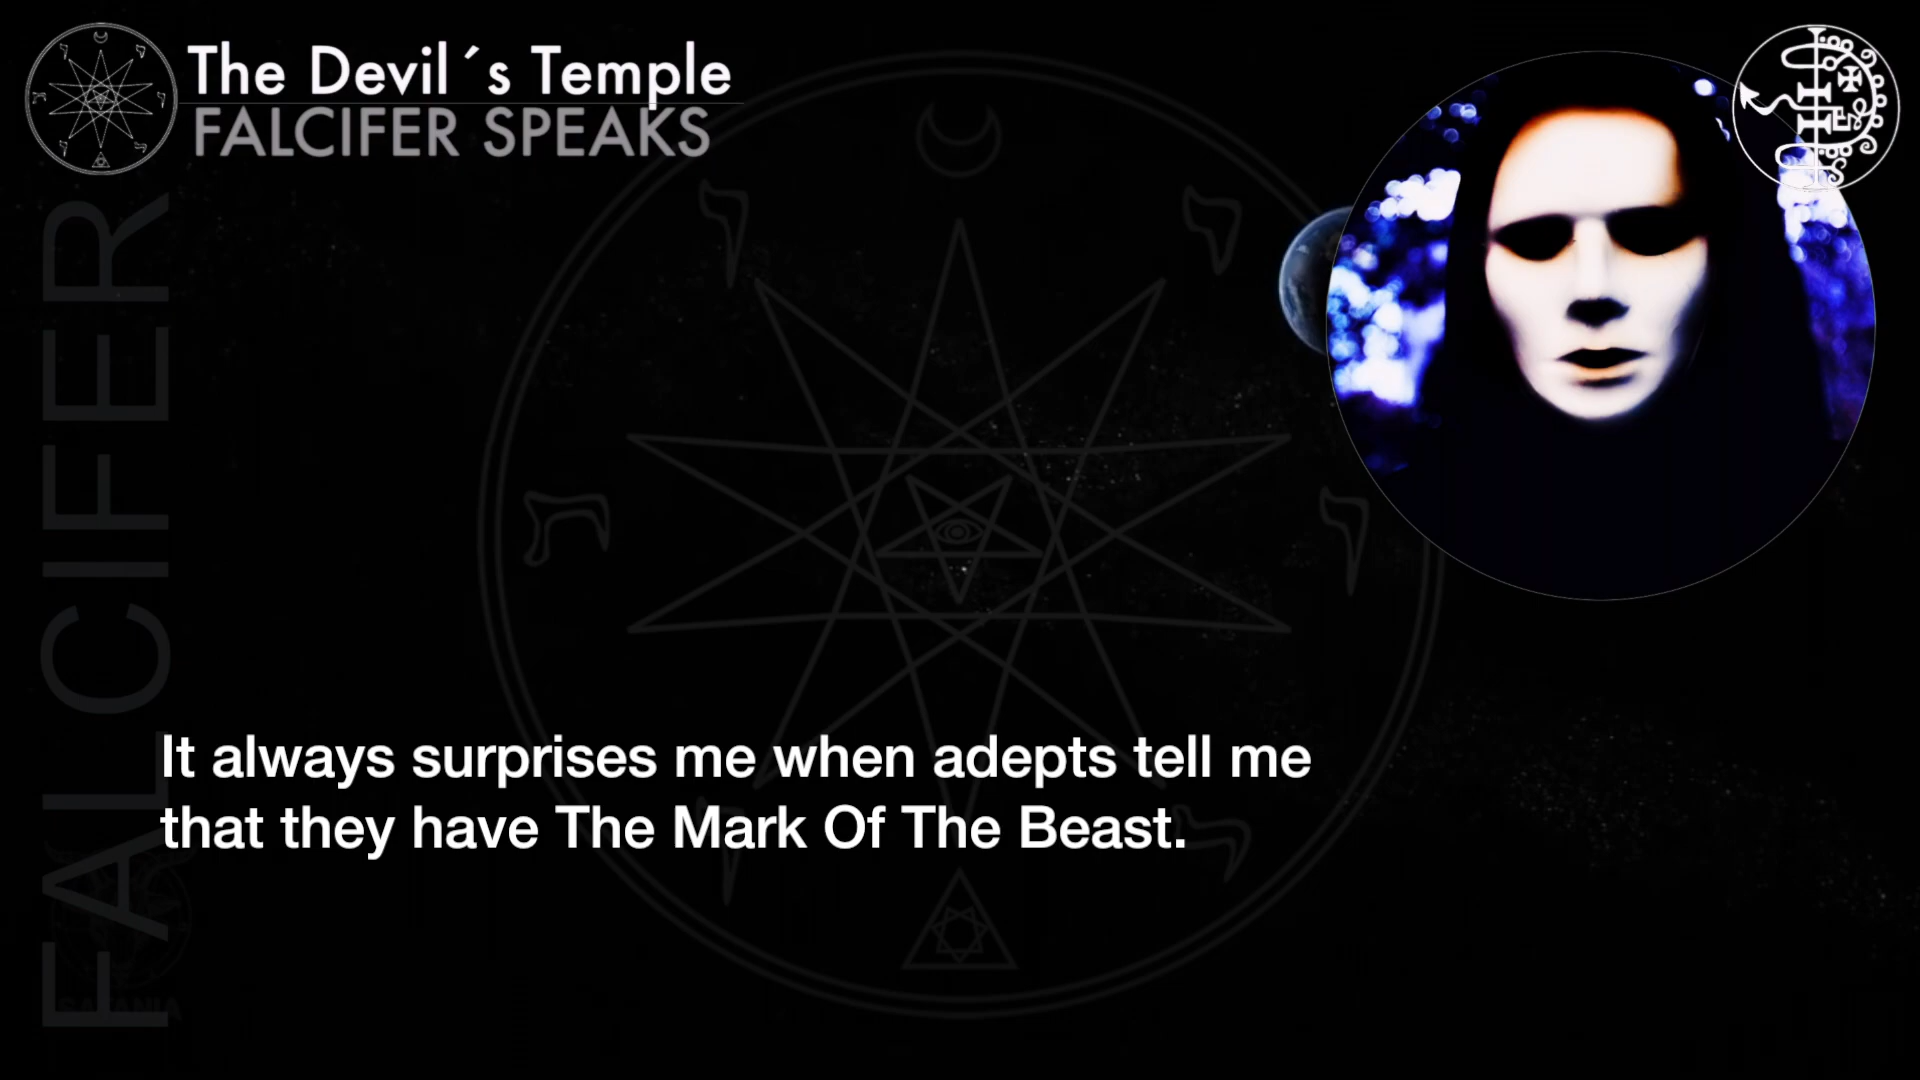 The Devil´s Temple
FALCIFER SPEAKS
FALCIFER
It always surprises me when adepts tell me
that they have The Mark Of The Beast.